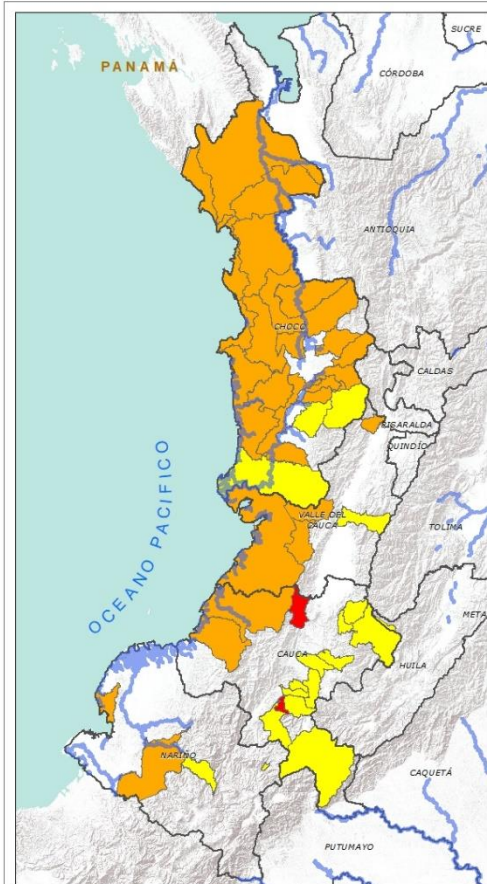 SUCRE
PANAMÁ
CÓRDOBA
ANTIOQUIA
CHOCÓ
CALDAS
RISARALDA
QUINDÍO
OCEANO PACIFICO
VALLE DEL
CAUCA
TOLIMA
META
CAUCA
HUILA
NARIÑO
CAQUETÁ
PUTUMAYO